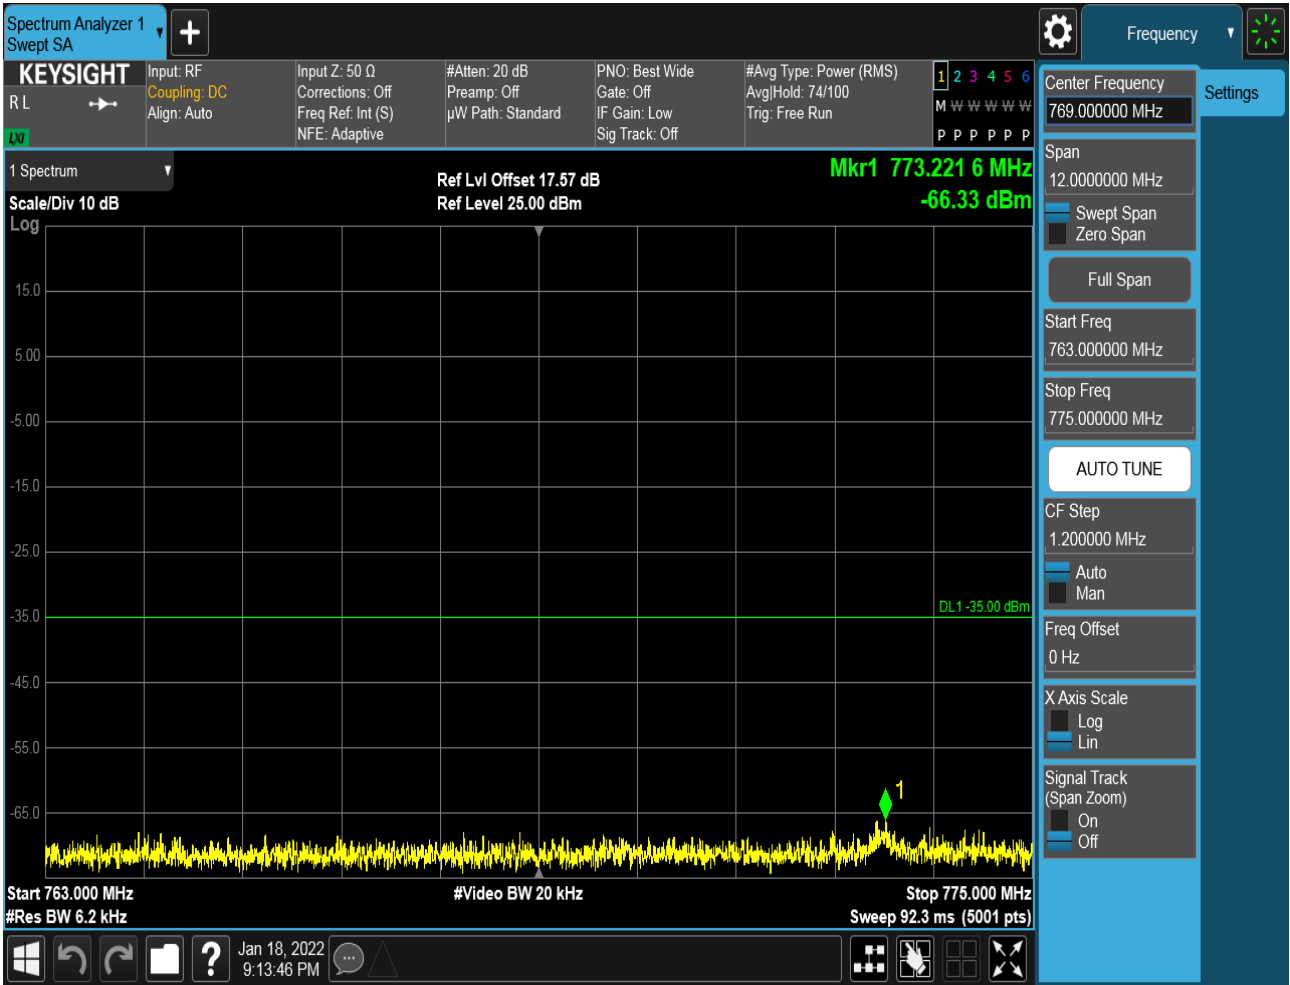 Spectrum Analyzer 1
Swept SA
+
Frequency
KEYSIGHT
R L
LXI
Input: RF
Coupling: DC
Align: Auto
Input Z: 50 Ω
Corrections: Off
Freq Ref: Int (S)
NFE: Adaptive
#Atten: 20 dB
Preamp: Off
µW Path: Standard
PNO: Best Wide
Gate: Off
IF Gain: Low
Sig Track: Off
#Avg Type: Power (RMS)
Avg|Hold: 74/100
Trig: Free Run
1 2 3 4 5 6
M W W W W W
P P P P P P
1 Spectrum
Scale/Div 10 dB
Log
Ref Lvl Offset 17.57 dB
Ref Level 25.00 dBm
Mkr1 773.221 6 MHz
-66.33 dBm
15.0
5.00
-5.00
-15.0
-25.0
-35.0
DL1 -35.00 dBm
-45.0
-55.0
-65.0
1
Start 763.000 MHz
#Res BW 6.2 kHz
#Video BW 20 kHz
Stop 775.000 MHz
Sweep 92.3 ms (5001 pts)
Center Frequency
769.000000 MHz
Span
12.0000000 MHz
Swept Span
Zero Span
Full Span
Start Freq
763.000000 MHz
Stop Freq
775.000000 MHz
AUTO TUNE
CF Step
1.200000 MHz
Auto
Man
Freq Offset
0 Hz
X Axis Scale
Log
Lin
Signal Track
(Span Zoom)
On
Off
Settings
?
Jan 18, 2022
9:13:46 PM